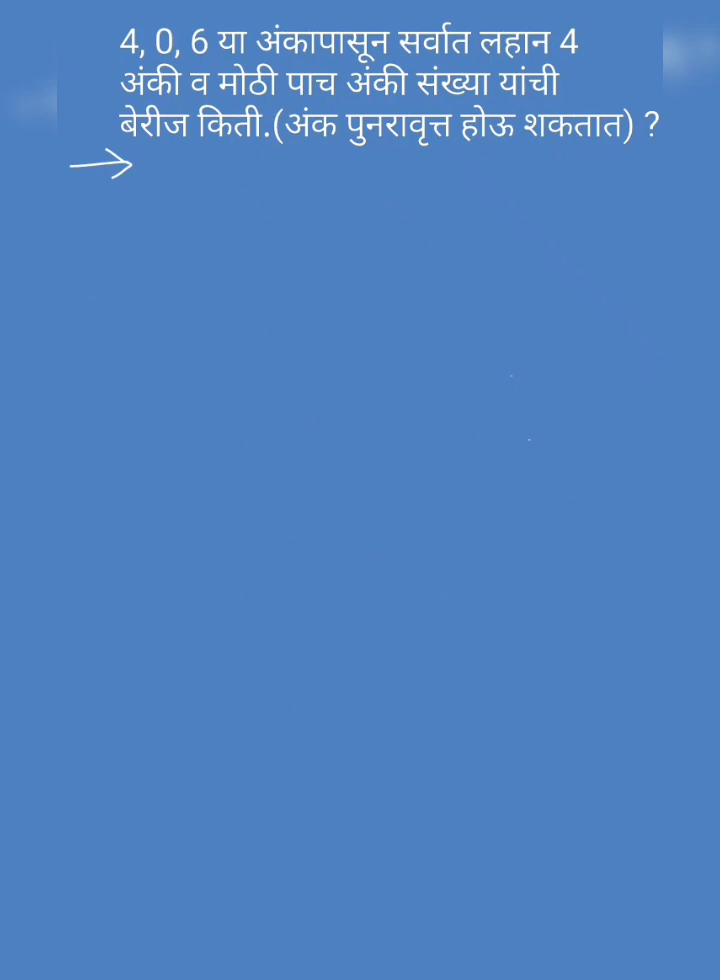 4, 0, 6 या अंकापासून सर्वात लहान 4
अंकी व मोठी पाच अंकी संख्या यांची
बेरीज किती.(अंक पुनरावृत्त होऊ शकतात) ?